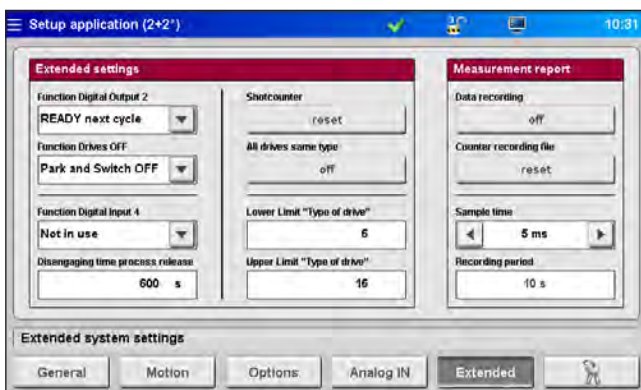 Setup application (2+2*)
10:31
Extended settings
Function Digital Output 2
READY next cycle
Function Drives OFF
Park and Switch OFF
Function Digital Input 4
Not in use
Disengaging time process release
600 s
Shotcounter
reset
All drives same type
off
Lower Limit "Type of drive"
6
Upper Limit "Type of drive"
16
Measurement report
Data recording
off
Counter recording file
reset
Sample time
5 ms
Recording period
10 s
Extended system settings
General
Motion
Options
Analog IN
Extended